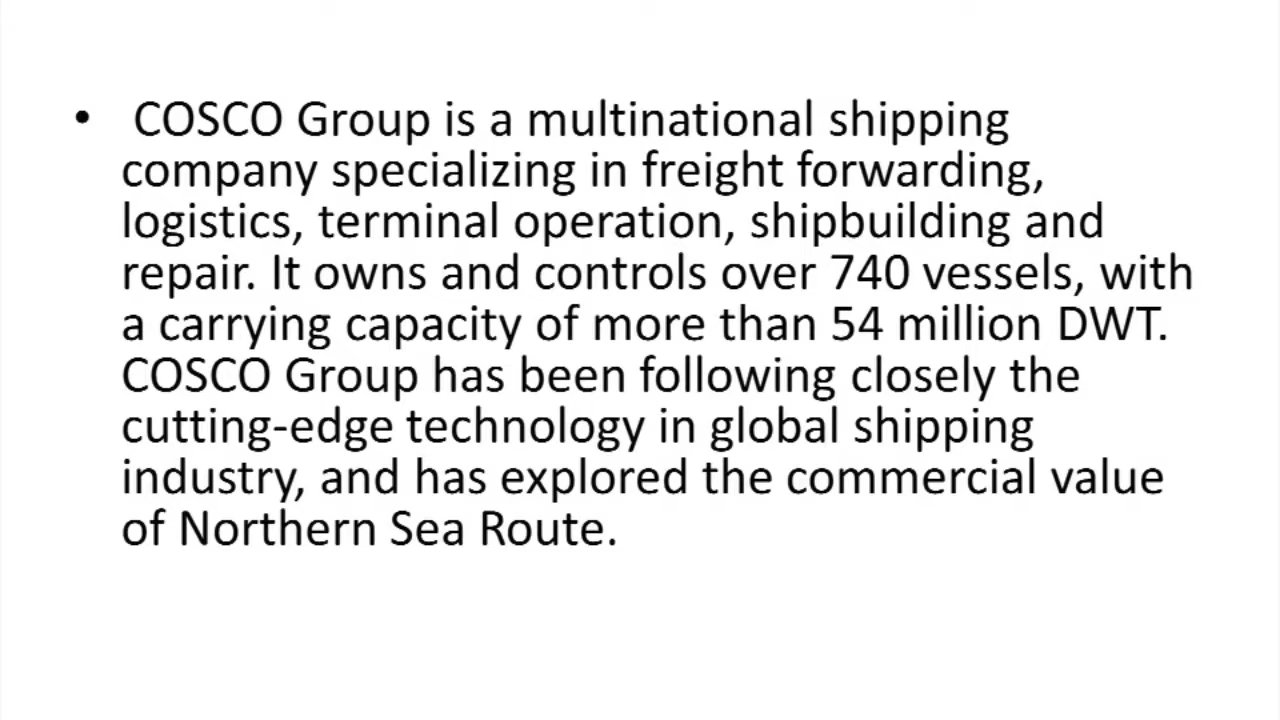 • COSCO Group is a multinational shipping
company specializing in freight forwarding,
logistics, terminal operation, shipbuilding and
repair. It owns and controls over 740 vessels, with
a carrying capacity of more than 54 million DWT.
COSCO Group has been following closely the
cutting-edge technology in global shipping
industry, and has explored the commercial value
of Northern Sea Route.